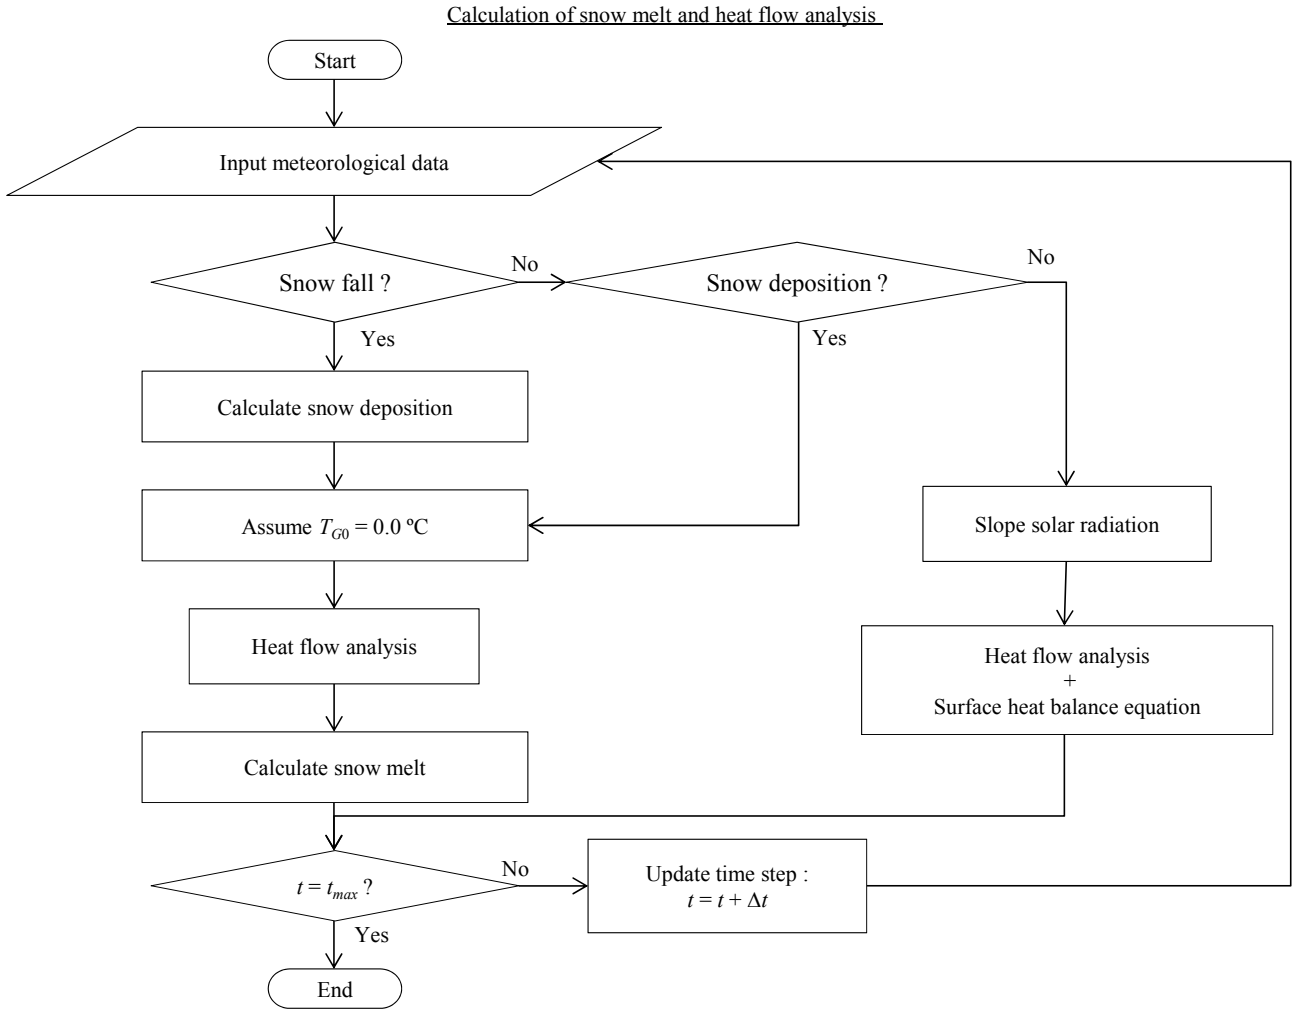 Calculation of snow melt and heat flow analysis
Start
Input meteorological data
Snow fall ?
No
Snow deposition ?
No
Yes
Yes
Calculate snow deposition
Assume T_G0 = 0.0 ºC
Slope solar radiation
Heat flow analysis
Heat flow analysis
+
Surface heat balance equation
Calculate snow melt
t = t_max ?
No
Update time step :
t = t + Δt
Yes
End